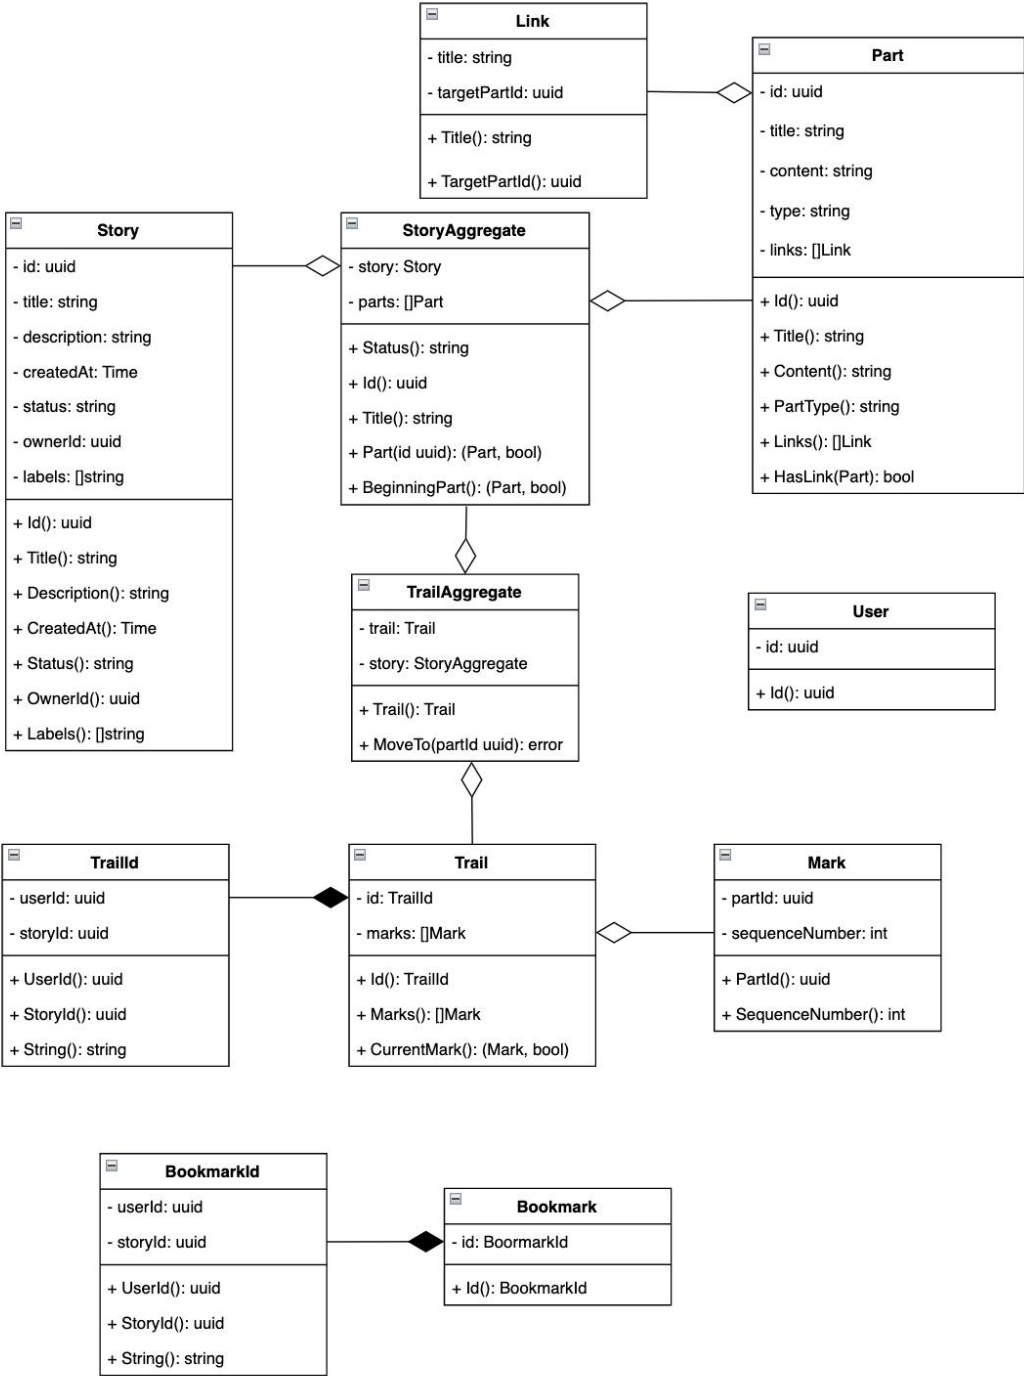 Link
- title: string
- targetPartId: uuid
+ Title(): string
+ TargetPartId(): uuid
Part
- id: uuid
- title: string
- content: string
- type: string
- links: []Link
+ Id(): uuid
+ Title(): string
+ Content(): string
+ PartType(): string
+ Links(): []Link
+ HasLink(Part): bool
Story
- id: uuid
- title: string
- description: string
- createdAt: Time
- status: string
- ownerId: uuid
- labels: []string
+ Id(): uuid
+ Title(): string
+ Description(): string
+ CreatedAt(): Time
+ Status(): string
+ OwnerId(): uuid
+ Labels(): []string
StoryAggregate
- story: Story
- parts: []Part
+ Status(): string
+ Id(): uuid
+ Title(): string
+ Part(id uuid): (Part, bool)
+ BeginningPart(): (Part, bool)
TrailAggregate
- trail: Trail
- story: StoryAggregate
+ Trail(): Trail
+ MoveTo(partId uuid): error
User
- id: uuid
+ Id(): uuid
TrailId
- userId: uuid
- storyId: uuid
+ UserId(): uuid
+ StoryId(): uuid
+ String(): string
Trail
- id: TrailId
- marks: []Mark
+ Id(): TrailId
+ Marks(): []Mark
+ CurrentMark(): (Mark, bool)
Mark
- partId: uuid
- sequenceNumber: int
+ PartId(): uuid
+ SequenceNumber(): int
BookmarkId
- userId: uuid
- storyId: uuid
+ UserId(): uuid
+ StoryId(): uuid
+ String(): string
Bookmark
- id: BoormarkId
+ Id(): BookmarkId